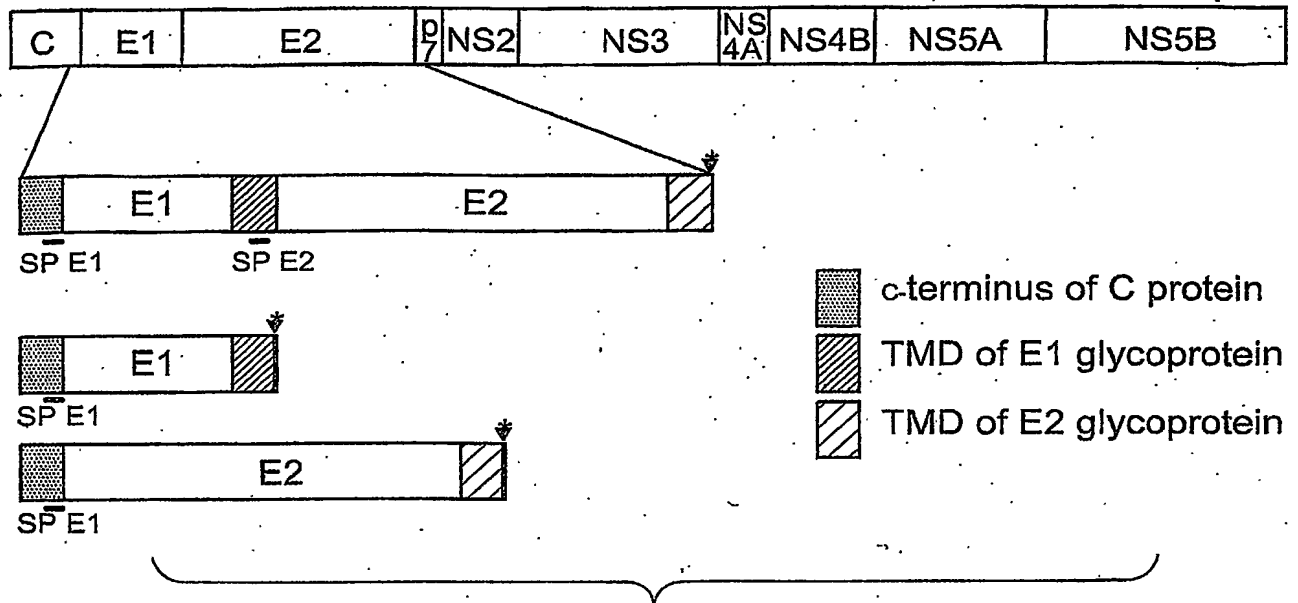 C E1 E2 p7 NS2 NS3 NS4A NS4B NS5A NS5B
*
E1 E2
SP E1 SP E2
c-terminus of C protein
*
E1
TMD of E1 glycoprotein
SP E1
TMD of E2 glycoprotein
*
E2
SP E1